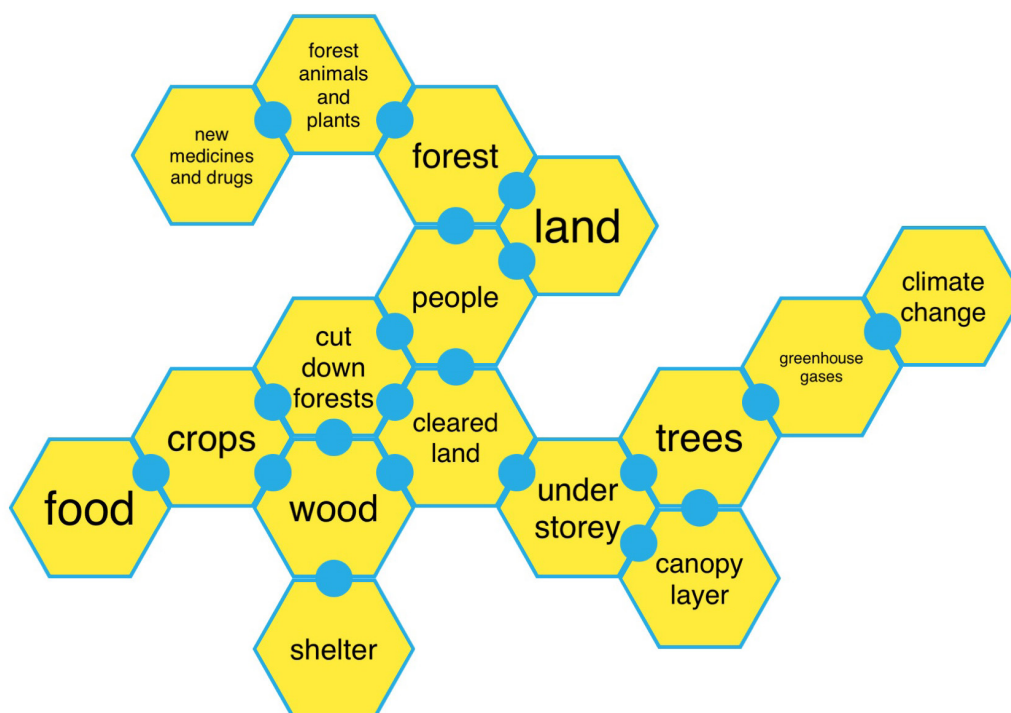 forest
animals
and
plants
new
medicines
and drugs
forest
land
people
climate
change
greenhouse
gases
cut
down
forests
crops
cleared
land
trees
food
wood
under
storey
canopy
layer
shelter